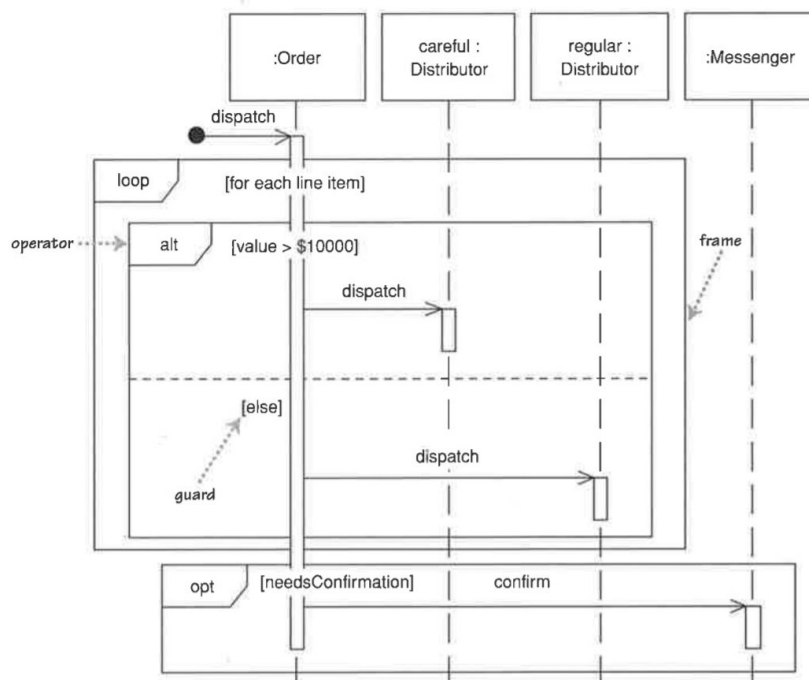 :Order
careful :
Distributor
regular :
Distributor
:Messenger
dispatch
loop
[for each line item]
operator
alt
[value > $10000]
frame
dispatch
[else]
dispatch
guard
opt
[needsConfirmation]
confirm